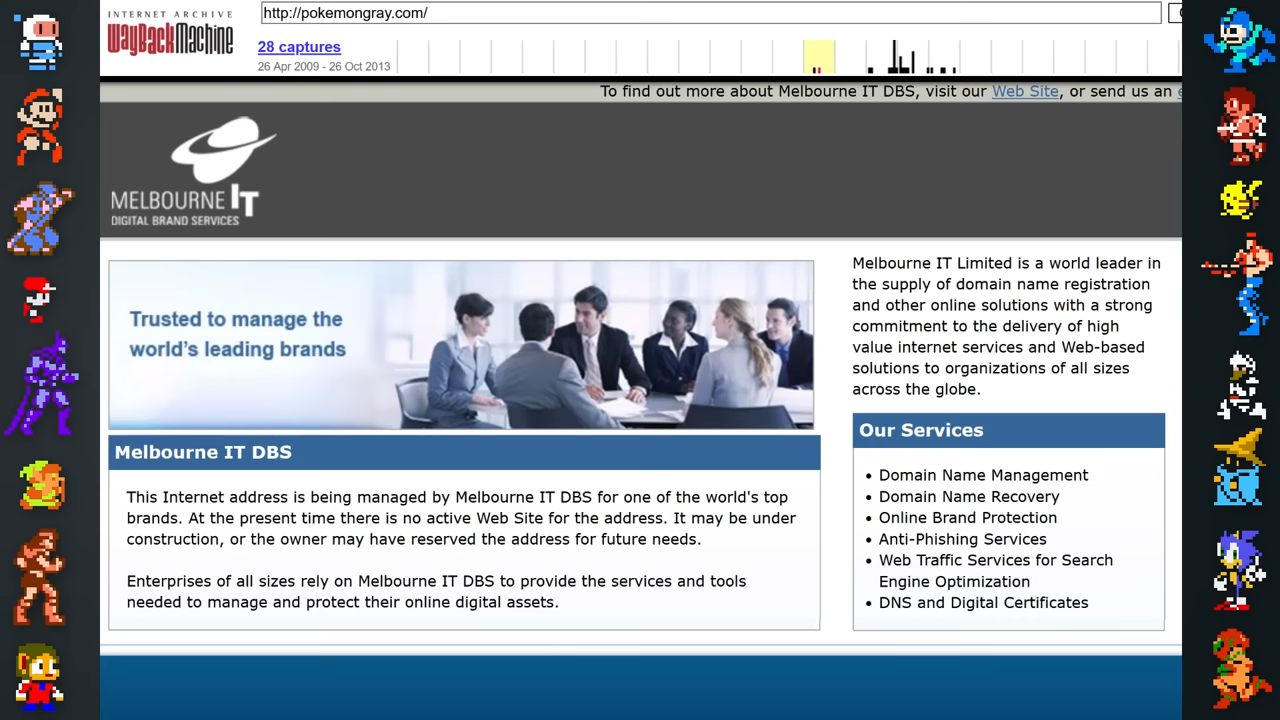 INTERNET ARCHIVE
WayBackMachine
http://pokemongray.com/
28 captures
26 Apr 2009 - 26 Oct 2013
To find out more about Melbourne IT DBS, visit our Web Site, or send us an
MELBOURNE IT
DIGITAL BRAND SERVICES
Trusted to manage the
world's leading brands
Melbourne IT DBS
This Internet address is being managed by Melbourne IT DBS for one of the world's top
brands. At the present time there is no active Web Site for the address. It may be under
construction, or the owner may have reserved the address for future needs.
Enterprises of all sizes rely on Melbourne IT DBS to provide the services and tools
needed to manage and protect their online digital assets.
Melbourne IT Limited is a world leader in
the supply of domain name registration
and other online solutions with a strong
commitment to the delivery of high
value internet services and Web-based
solutions to organizations of all sizes
across the globe.
Our Services
• Domain Name Management
• Domain Name Recovery
• Online Brand Protection
• Anti-Phishing Services
• Web Traffic Services for Search
Engine Optimization
• DNS and Digital Certificates